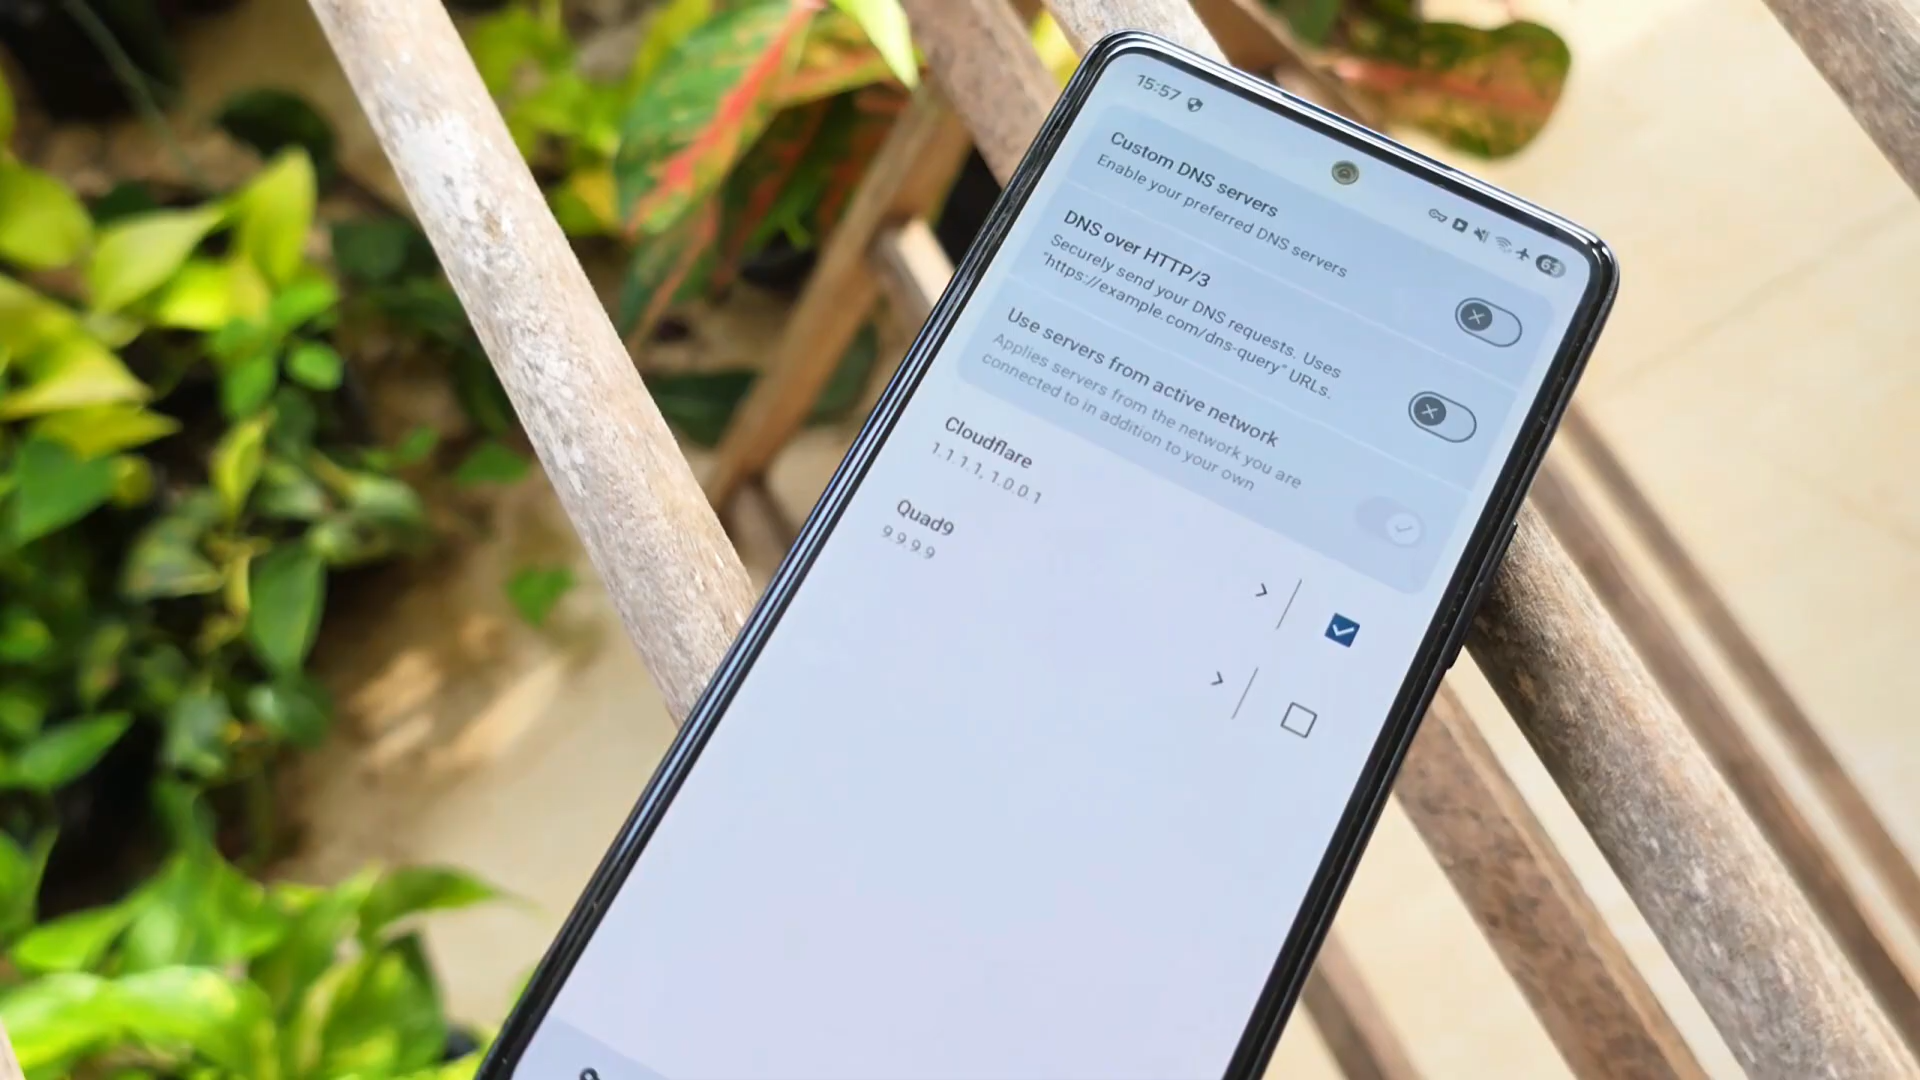 15:57
63
Custom DNS servers
Enable your preferred DNS servers
DNS over HTTP/3
Securely send your DNS requests. Uses
"https://example.com/dns-query" URLs.
Use servers from active network
Applies servers from the network you are
connected to in addition to your own
Cloudflare
1.1.1.1, 1.0.0.1
Quad9
9.9.9.9